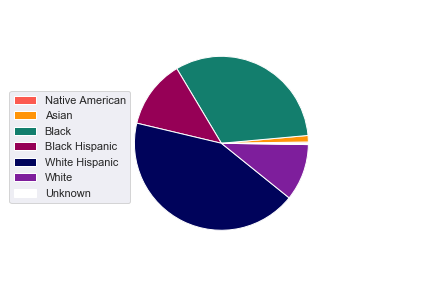 Native American
Asian
Black
Black Hispanic
White Hispanic
White
Unknown